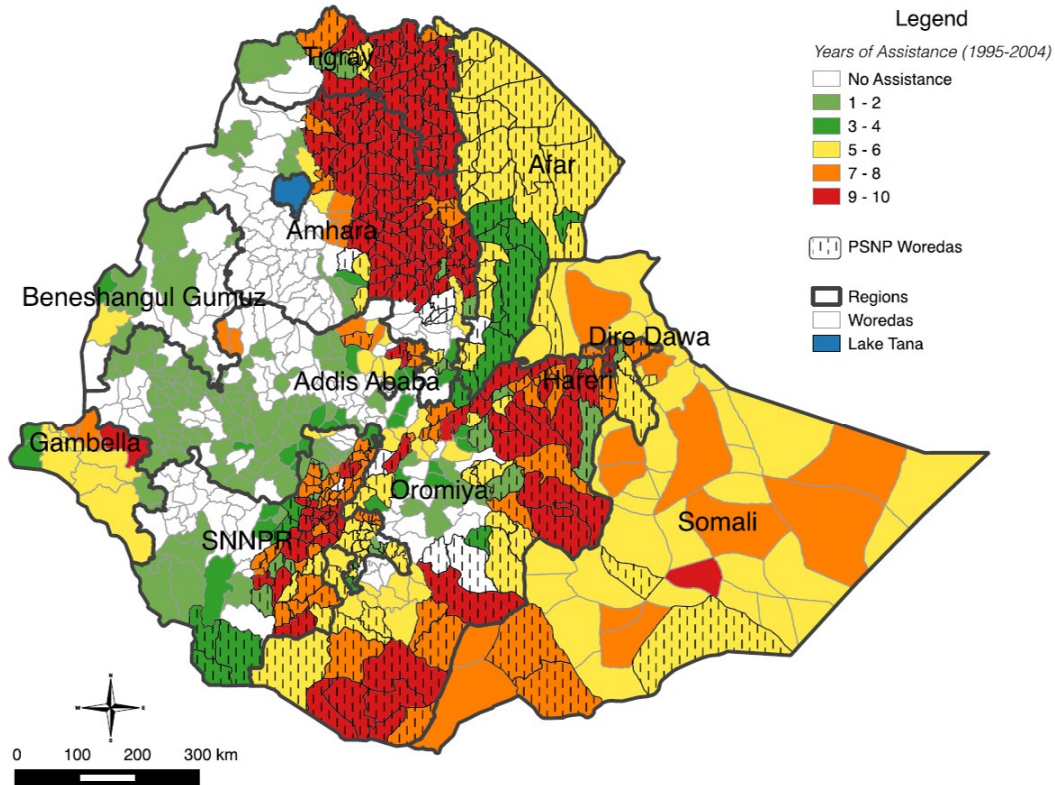 Legend
Years of Assistance (1995-2004)
No Assistance
1 - 2
3 - 4
5 - 6
7 - 8
9 - 10
PSNP Woredas
Regions
Woredas
Lake Tana
Tigray
Afar
Amhara
Beneshangul Gumuz
Dire Dawa
Addis Ababa
Hareri
Gambella
Oromiya
Somali
SNNPR
N
W
E
S
0 100 200 300 km